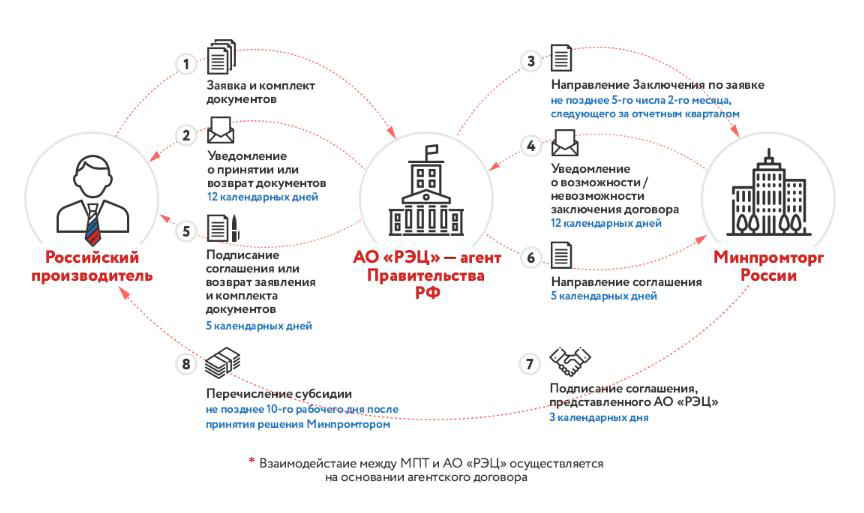 1
Заявка и комплект
документов
2
Уведомление
о принятии или
возврат документов
12 календарных дней
3
Направление Заключения по заявке
не позднее 5-го числа 2-го месяца,
следующего за отчетным кварталом
4
Уведомление
о возможности /
невозможности
заключения договора
12 календарных дней
Российский
производитель
АО «РЭЦ» — агент
Правительства
РФ
Минпромторг
России
5
Подписание
соглашения или
возврат заявления
и комплекта
документов
5 календарных дней
6
Направление соглашения
5 календарных дней
8
Перечисление субсидии
не позднее 10-го рабочего дня после
принятия решения Минпромтором
7
Подписание соглашения,
представленного АО «РЭЦ»
3 календарных дня
* Взаимодейстаие между МПТ и АО «РЭЦ» осуществляется
на основании агентского договора